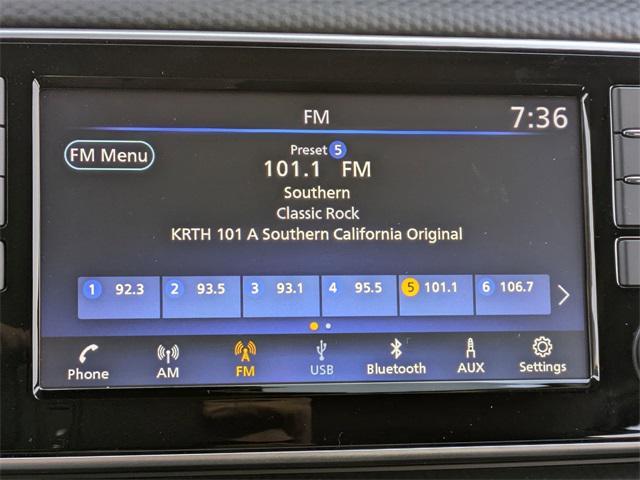 FM 7:36
FM Menu
Preset 5
101.1 FM
Southern
Classic Rock
KRTH 101 A Southern California Original
1 92.3 2 93.5 3 93.1 4 95.5 5 101.1 6 106.7
Phone AM FM USB Bluetooth AUX Settings